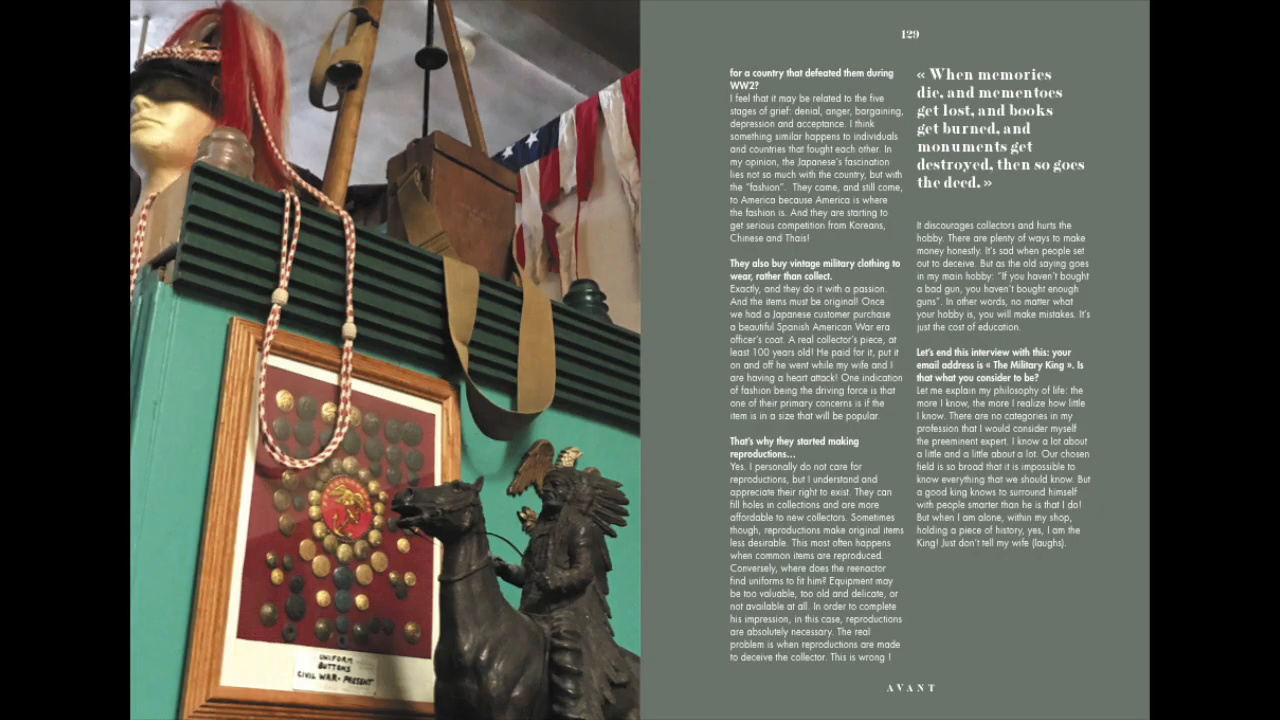 129
for a country that defeated them during
WW2?
I feel that it may be related to the five
stages of grief: denial, anger, bargaining,
depression and acceptance. I think
something similar happens to individuals
and countries that fought each other. In
my opinion, the Japanese's fascination
lies not so much with the country, but with
the "fashion". They came, and still come,
to America because America is where
the fashion is. And they are starting to
get serious competition from Koreans,
Chinese and Thais!
They also buy vintage military clothing to
wear, rather than collect.
Exactly, and they do it with a passion.
And the items must be original! Once
we had a Japanese customer purchase
a beautiful Spanish American War era
officer's coat. A real collector's piece, at
least 100 years old! He paid for it, put it
on and off he went while my wife and I
are having a heart attack! One indication
of fashion being the driving force is that
one of their primary concerns is if the
item is in a size that will be popular.
That's why they started making
reproductions...
Yes. I personally do not care for
reproductions, but I understand and
appreciate their right to exist. They can
fill holes in collections and are more
affordable to new collectors. Sometimes
though, reproductions make original items
less desirable. This most often happens
when common items are reproduced.
Conversely, where does the reenactor
find uniforms to fit him? Equipment may
be too valuable, too old and delicate, or
not available at all. In order to complete
his impression, in this case, reproductions
are absolutely necessary. The real
problem is when reproductions are made
to deceive the collector. This is wrong !
« When memories
die, and mementoes
get lost, and books
get burned, and
monuments get
destroyed, then so goes
the deed. »
It discourages collectors and hurts the
hobby. There are plenty of ways to make
money honestly. It's sad when people set
out to deceive. But as the old saying goes
in my main hobby: "If you haven't bought
a bad gun, you haven't bought enough
guns". In other words, no matter what
your hobby is, you will make mistakes. It's
just the cost of education.
Let's end this interview with this: your
email address is « The Military King ». Is
that what you consider to be?
Let me explain my philosophy of life: the
more I know, the more I realize how little
I know. There are no categories in my
profession that I would consider myself
the preeminent expert. I know a lot about
a little and a little about a lot. Our chosen
field is so broad that it is impossible to
know everything that we should know. But
a good king knows to surround himself
with people smarter than he is that I do!
But when I am alone, within my shop,
holding a piece of history, yes, I am the
King! Just don't tell my wife (laughs).
AVANT
UNIFORM
BUTTONS
CIVIL WAR - PRESENT